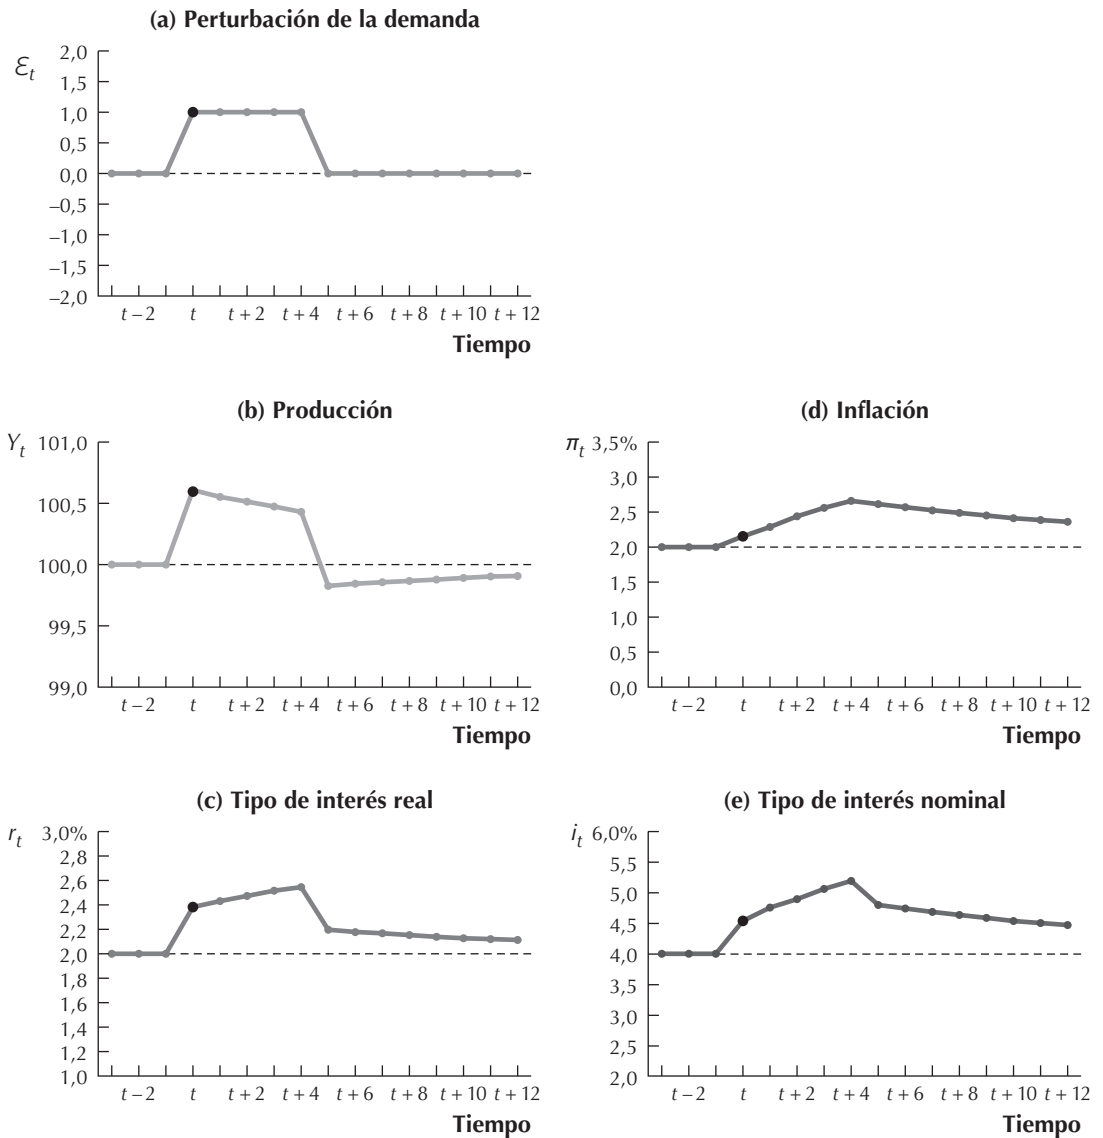 (a) Perturbación de la demanda
ℰt
2,0
1,5
1,0
0,5
0,0
–0,5
–1,0
–1,5
–2,0
t – 2 t t + 2 t + 4 t + 6 t + 8 t + 10 t + 12
Tiempo
(b) Producción
Yt 101,0
100,5
100,0
99,5
99,0
t – 2 t t + 2 t + 4 t + 6 t + 8 t + 10 t + 12
Tiempo
(d) Inflación
πt 3,5%
3,0
2,5
2,0
1,5
1,0
0,5
0,0
t – 2 t t + 2 t + 4 t + 6 t + 8 t + 10 t + 12
Tiempo
(c) Tipo de interés real
rt 3,0%
2,8
2,6
2,4
2,2
2,0
1,8
1,6
1,4
1,2
1,0
t – 2 t t + 2 t + 4 t + 6 t + 8 t + 10 t + 12
Tiempo
(e) Tipo de interés nominal
it 6,0%
5,5
5,0
4,5
4,0
3,5
3,0
2,5
2,0
t – 2 t t + 2 t + 4 t + 6 t + 8 t + 10 t + 12
Tiempo